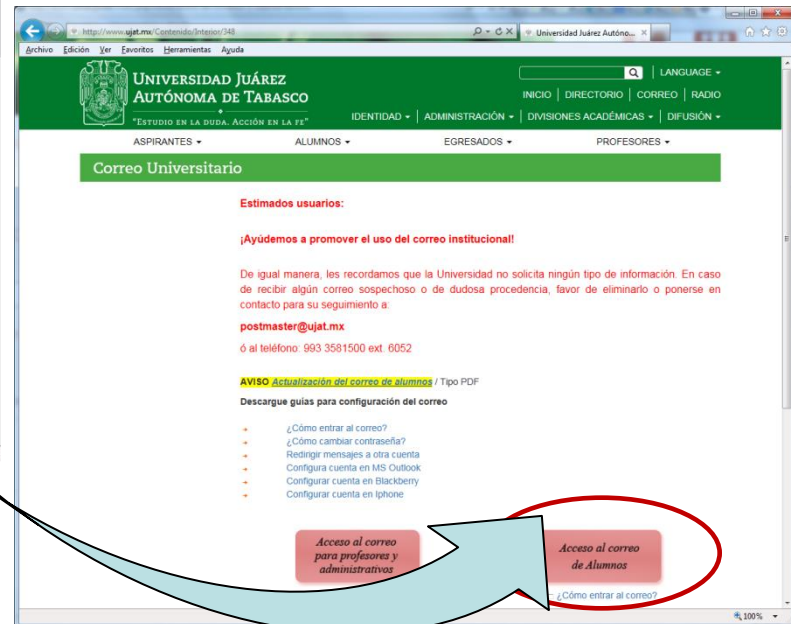 http://www.ujat.mx/Contenido/Interior/348
Universidad Juárez Autóno...
Archivo Edición Ver Favoritos Herramientas Ayuda
UNIVERSIDAD JUÁREZ
AUTÓNOMA DE TABASCO
"ESTUDIO EN LA DUDA. ACCIÓN EN LA FE"
LANGUAGE
INICIO | DIRECTORIO | CORREO | RADIO
IDENTIDAD | ADMINISTRACIÓN | DIVISIONES ACADÉMICAS | DIFUSIÓN
ASPIRANTES ALUMNOS EGRESADOS PROFESORES
Correo Universitario
Estimados usuarios:
¡Ayúdemos a promover el uso del correo institucional!
De igual manera, les recordamos que la Universidad no solicita ningún tipo de información. En caso
de recibir algún correo sospechoso o de dudosa procedencia, favor de eliminarlo o ponerse en
contacto para su seguimiento a:
postmaster@ujat.mx
ó al teléfono: 993 3581500 ext. 6052
AVISO Actualización del correo de alumnos / Tipo PDF
Descargue guías para configuración del correo
¿Cómo entrar al correo?
¿Cómo cambiar contraseña?
Redirigir mensajes a otra cuenta
Configura cuenta en MS Outlook
Configurar cuenta en Blackberry
Configurar cuenta en Iphone
Acceso al correo
para profesores y
administrativos
Acceso al correo
de Alumnos
¿Cómo entrar al correo?
100%